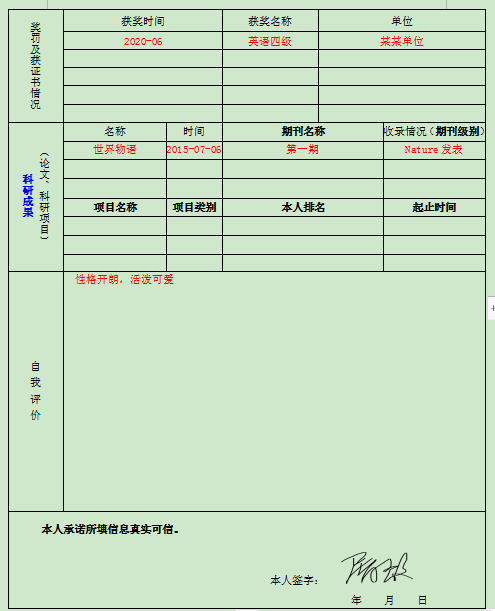 奖罚及获证书情况
获奖时间 获奖名称 单位
2020-06 英语四级 某某单位
科研成果
(论文、科研项目)
名称 时间 期刊名称 收录情况(期刊级别)
世界物语 2015-07-06 第一期 Nature 发表
项目名称 项目类别 本人排名 起止时间
自我评价
性格开朗，活泼可爱
本人承诺所填信息真实可信。
本人签字：
年 月 日